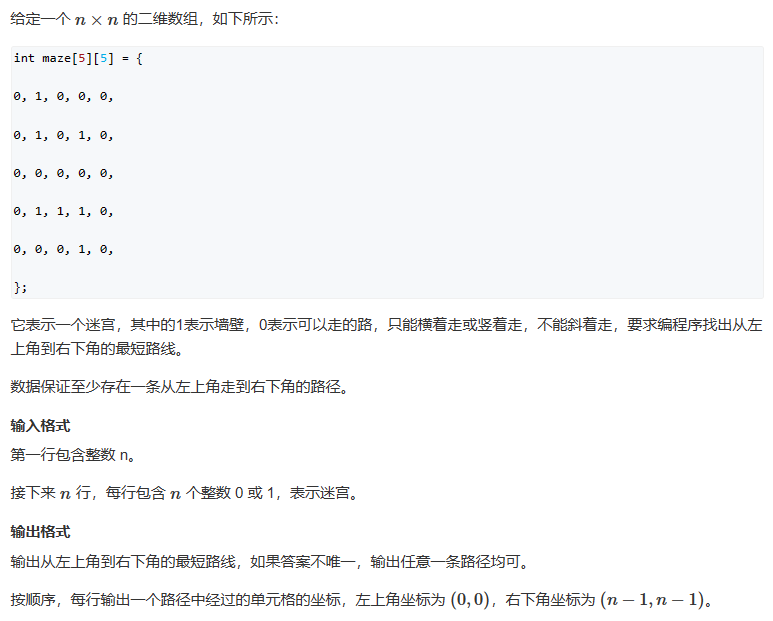 给定一个 n × n 的二维数组，如下所示：
int maze[5][5] = {
0, 1, 0, 0, 0,
0, 1, 0, 1, 0,
0, 0, 0, 0, 0,
0, 1, 1, 1, 0,
0, 0, 0, 1, 0,
};
它表示一个迷宫，其中的1表示墙壁，0表示可以走的路，只能横着走或竖着走，不能斜着走，要求编程序找出从左
上角到右下角的最短路线。
数据保证至少存在一条从左上角走到右下角的路径。
输入格式
第一行包含整数 n。
接下来 n 行，每行包含 n 个整数 0 或 1，表示迷宫。
输出格式
输出从左上角到右下角的最短路线，如果答案不唯一，输出任意一条路径均可。
按顺序，每行输出一个路径中经过的单元格的坐标，左上角坐标为 (0, 0)，右下角坐标为 (n − 1, n − 1)。